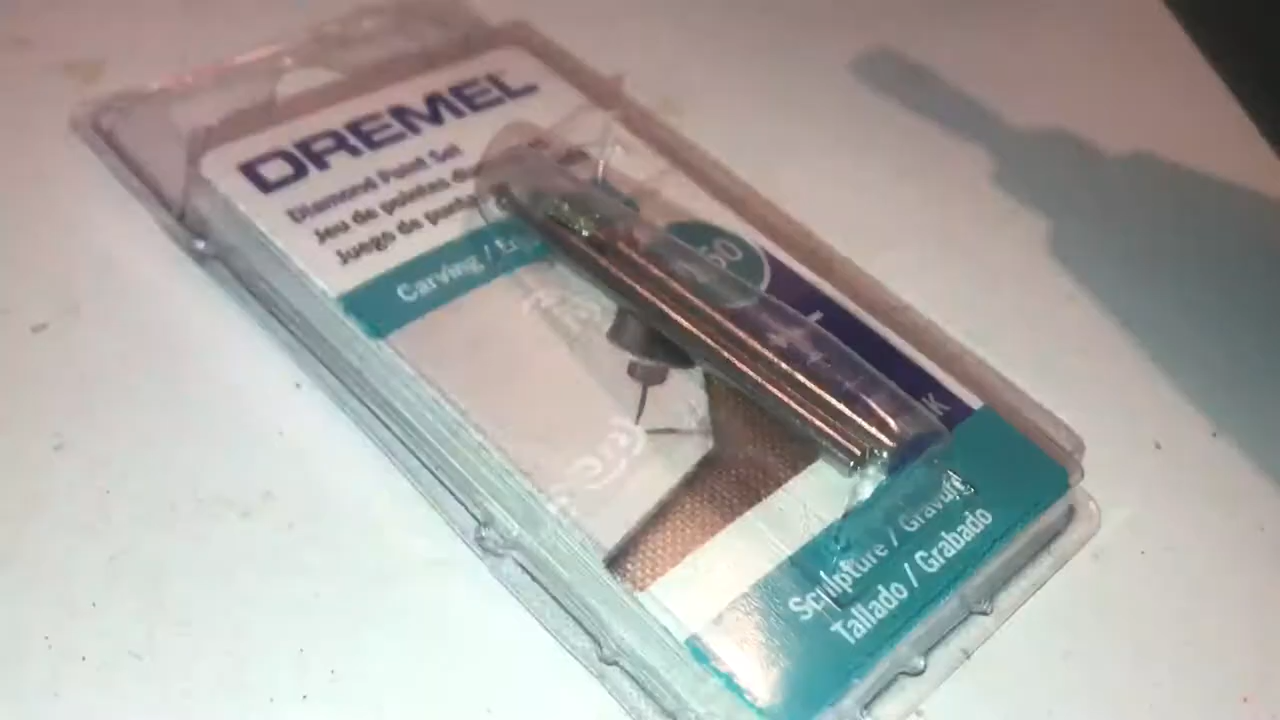 DREMEL
Diamond Point Set
Jeu de pointes
Juego de
Carving /
Sculpture / Gravure
Tallado / Grabado